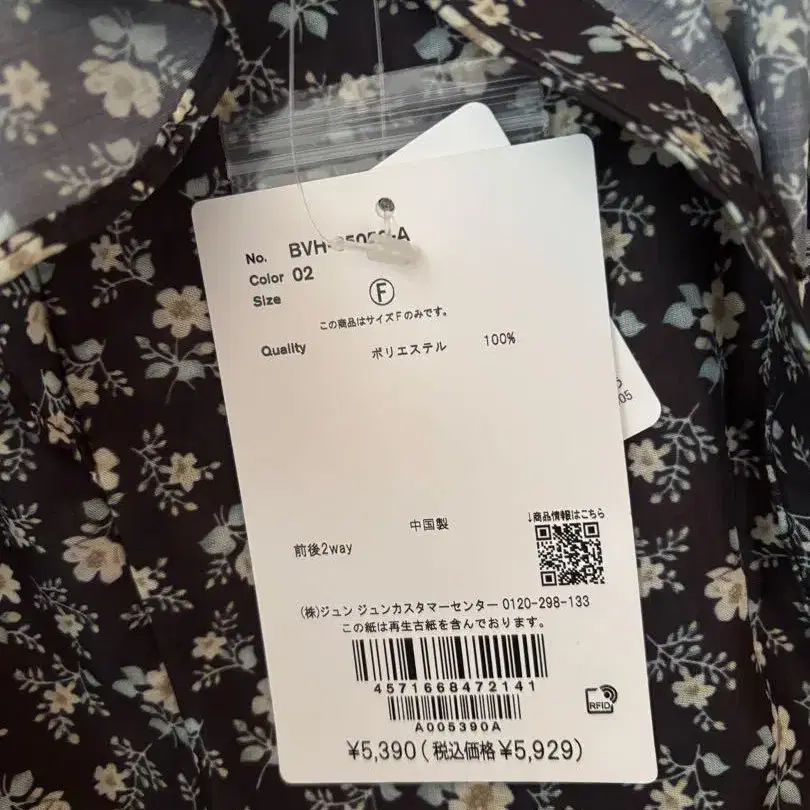 No.
Color 02
Size Ⓕ
この商品はサイズFのみです。
Quality ポリエステル 100%
中国製
前後2way
↓商品情報はこちら
(株)ジュン ジュンカスタマーセンター 0120-298-133
この紙は再生古紙を含んでおります。
4571668472141
A005390A
RFID
¥5,390(税込価格¥5,929)